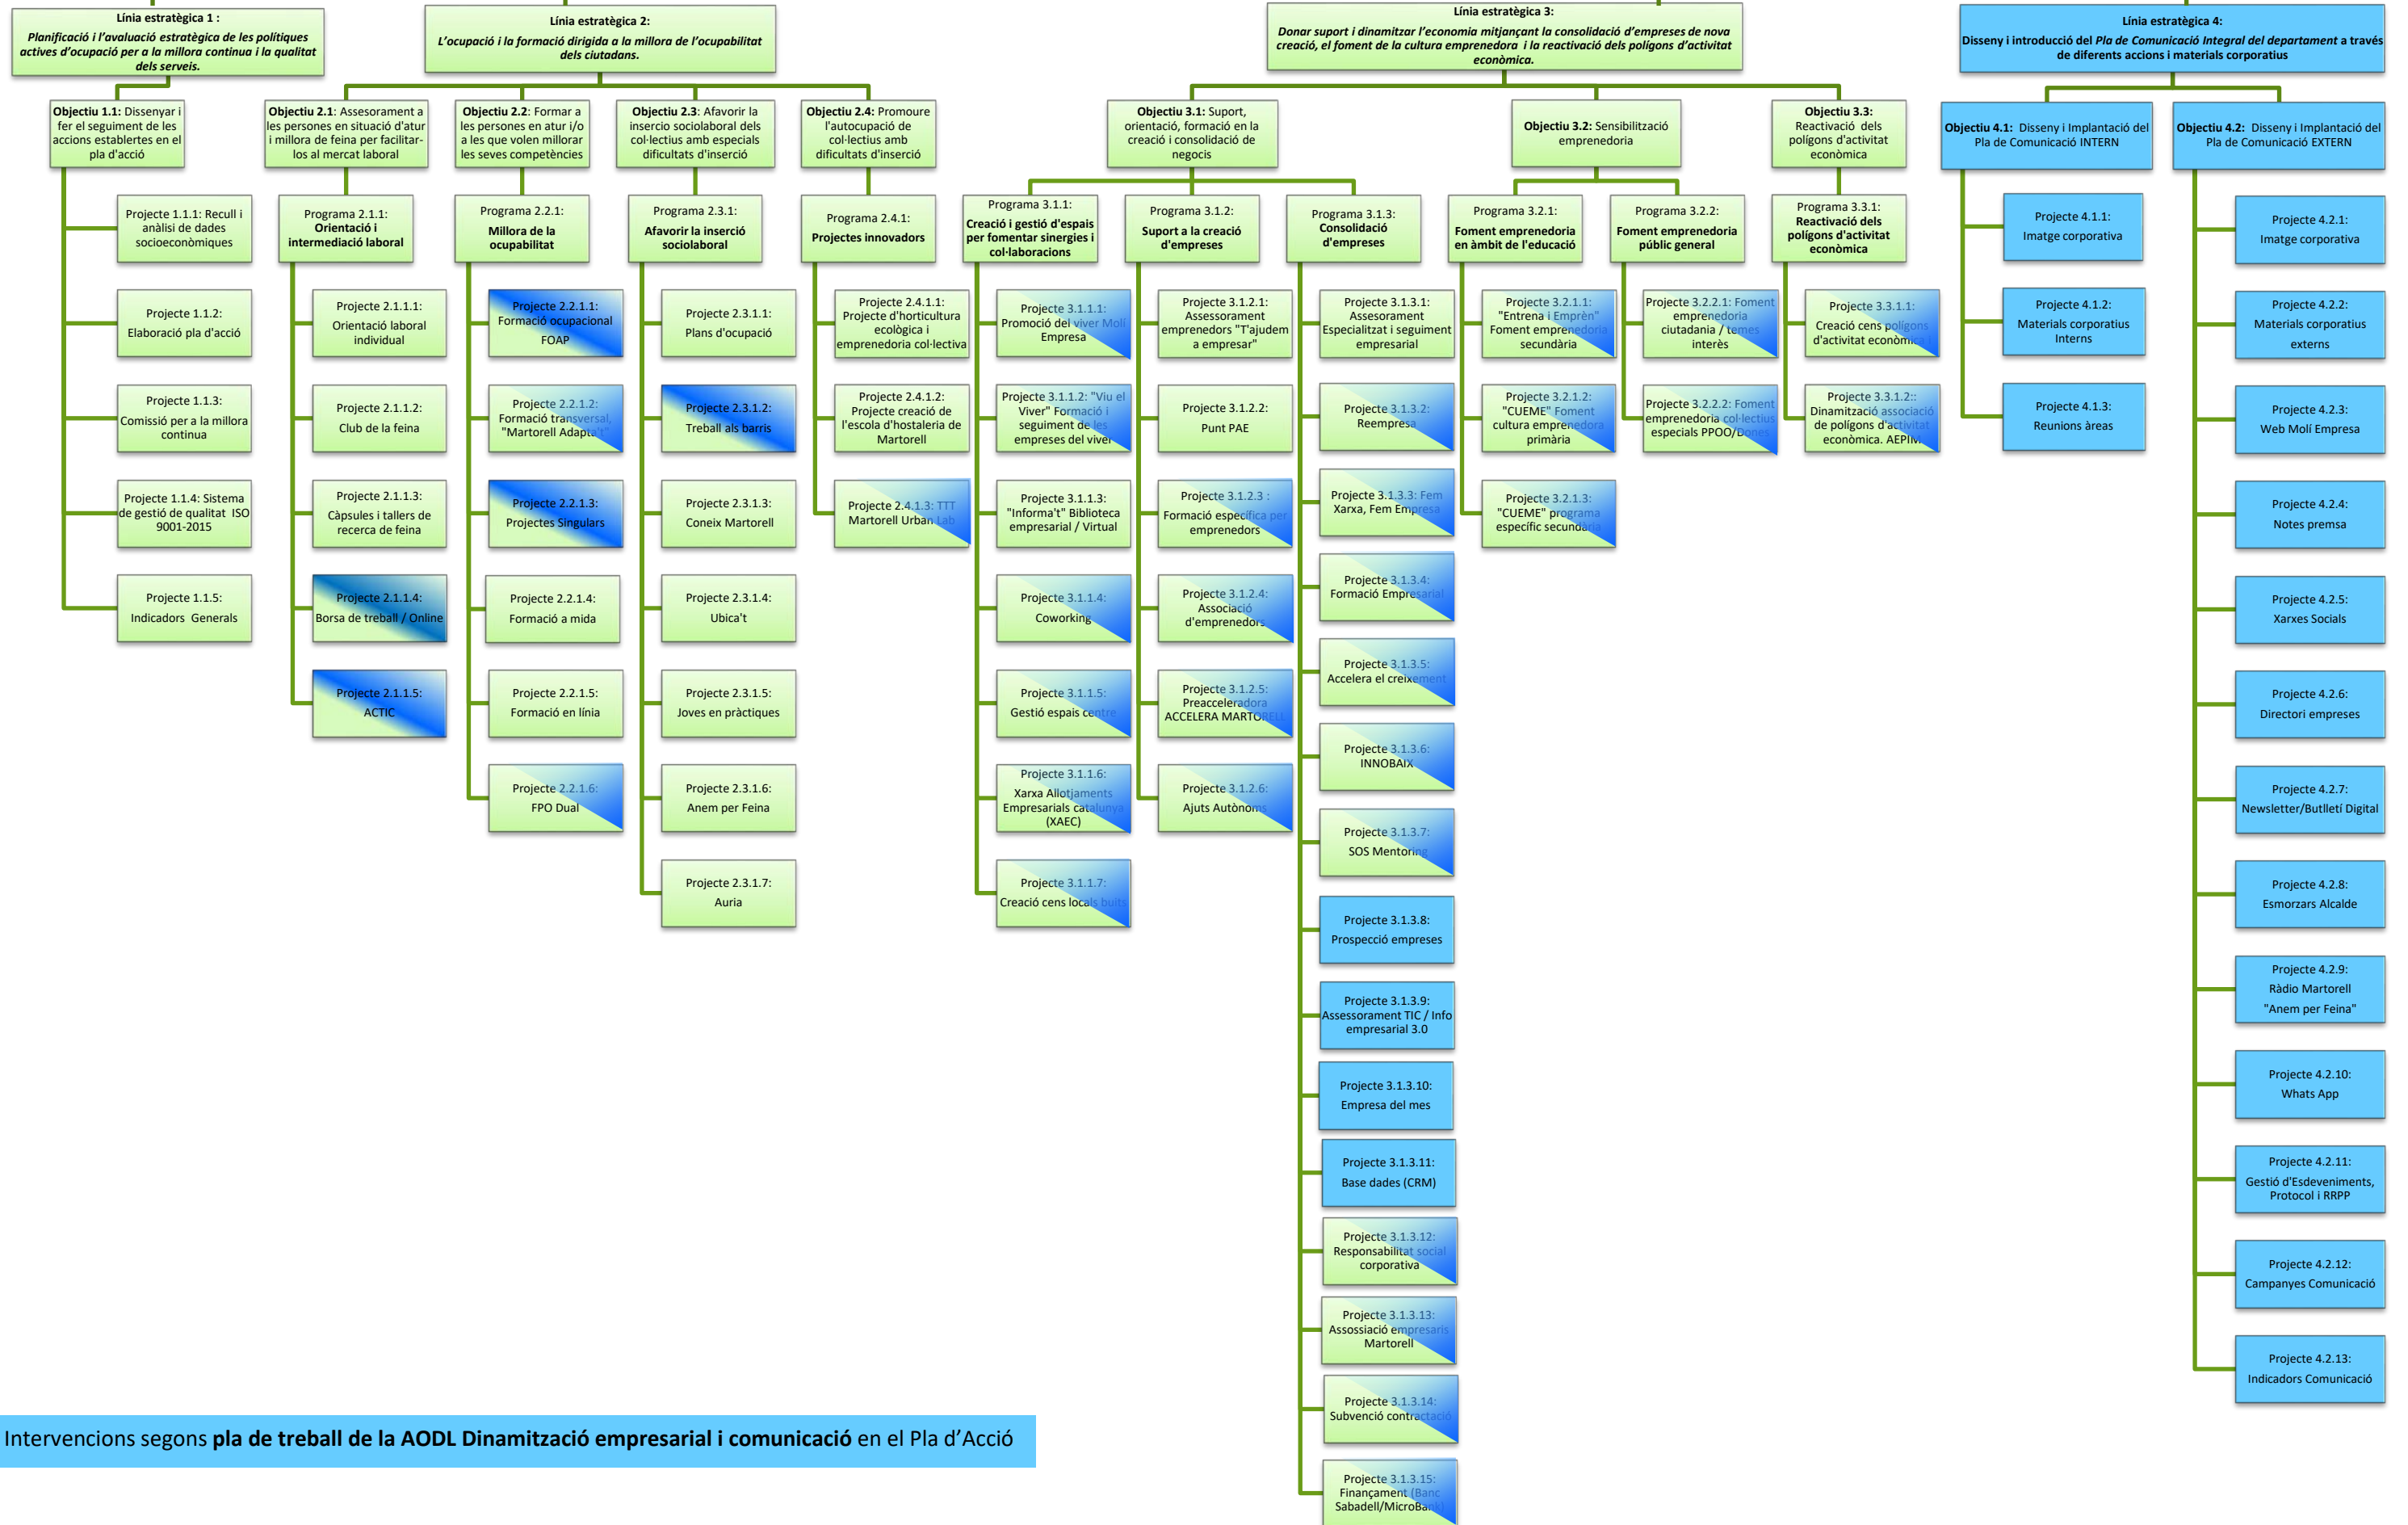 Línia estratègica 1 :
Planificació i l'avaluació estratègica de les polítiques
actives d'ocupació per a la millora continua i la qualitat
dels serveis.
Objectiu 1.1: Dissenyar i
fer el seguiment de les
accions establertes en el
pla d'acció
Projecte 1.1.1: Recull i
anàlisi de dades
socioeconòmiques
Projecte 1.1.2:
Elaboració pla d'acció
Projecte 1.1.3:
Comissió per a la millora
continua
Projecte 1.1.4: Sistema
de gestió de qualitat ISO
9001-2015
Projecte 1.1.5:
Indicadors Generals
Línia estratègica 2:
L'ocupació i la formació dirigida a la millora de l'ocupabilitat
dels ciutadans.
Objectiu 2.1: Assesorament a
les persones en situació d'atur
i millora de feina per facilitar-
los al mercat laboral
Programa 2.1.1:
Orientació i
intermediació laboral
Projecte 2.1.1.1:
Orientació laboral
individual
Projecte 2.1.1.2:
Club de la feina
Projecte 2.1.1.3:
Càpsules i tallers de
recerca de feina
Projecte 2.1.1.4:
Borsa de treball / Online
Projecte 2.1.1.5:
ACTIC
Objectiu 2.2: Formar a
les persones en atur i/o
a les que volen millorar
les seves competències
Programa 2.2.1:
Millora de la
ocupabilitat
Projecte 2.2.1.1:
Formació ocupacional
FOAP
Projecte 2.2.1.2:
Formació transversal,
"Martorell Adapta't"
Projecte 2.2.1.3:
Projectes Singulars
Projecte 2.2.1.4:
Formació a mida
Projecte 2.2.1.5:
Formació en línia
Projecte 2.2.1.6:
FPO Dual
Objectiu 2.3: Afavorir la
insercio sociolaboral dels
col·lectius amb especials
dificultats d'inserció
Programa 2.3.1:
Afavorir la inserció
sociolaboral
Projecte 2.3.1.1:
Plans d'ocupació
Projecte 2.3.1.2:
Treball als barris
Projecte 2.3.1.3:
Coneix Martorell
Projecte 2.3.1.4:
Ubica't
Projecte 2.3.1.5:
Joves en pràctiques
Projecte 2.3.1.6:
Anem per Feina
Projecte 2.3.1.7:
Auria
Objectiu 2.4: Promoure
l'autocupació de
col·lectius amb
dificultats d'inserció
Programa 2.4.1:
Projectes innovadors
Projecte 2.4.1.1:
Projecte d'horticultura
ecològica i
emprenedoria col·lectiva
Projecte 2.4.1.2:
Projecte creación de
l'escola d'hostaleria de
Martorell
Projecte 2.4.1.3: TTT
Martorell Urban Lab
Línia estratègica 3:
Donar suport i dinamitzar l'economia mitjançant la consolidació d'empreses de nova
creació, el foment de la cultura emprenedora i la reactivació dels polígons d'activitat
econòmica.
Objectiu 3.1: Suport,
orientació, formació en la
creació i consolidació de
negocis
Programa 3.1.1:
Creació i gestió d'espais
per fomentar sinergies i
col·laboracions
Projecte 3.1.1.1:
Promoció del viver Molí
Empresa
Projecte 3.1.1.2: "Viu el
Viver" Formació i
seguiment de les
empreses del viver
Projecte 3.1.1.3:
"Informa't" Biblioteca
empresarial / Virtual
Projecte 3.1.1.4:
Coworking
Projecte 3.1.1.5:
Gestió espais centre
Projecte 3.1.1.6:
Xarxa Allotjaments
Empresarials catalunya
(XAEC)
Projecte 3.1.1.7:
Creació cens locals buits
Programa 3.1.2:
Suport a la creació
d'empreses
Projecte 3.1.2.1:
Assesorament
emprenedors "T'ajudem
a empresar"
Projecte 3.1.2.2:
Punt PAE
Projecte 3.1.2.3 :
Formació específica per
emprenedors
Projecte 3.1.2.4:
Associació
d'emprenedors
Projecte 3.1.2.5:
Preacceleradora
ACCELERA MARTORELL
Projecte 3.1.2.6:
Ajuts Autònoms
Programa 3.1.3:
Consolidació
d'empreses
Projecte 3.1.3.1:
Assesorament
Especialitzat i seguiment
empresarial
Projecte 3.1.3.2:
Reempresa
Projecte 3.1.3.3: Fem
Xarxa, Fem Empresa
Projecte 3.1.3.4:
Formació Empresarial
Projecte 3.1.3.5:
Accelera el creixement
Projecte 3.1.3.6:
INNOBAIX
Projecte 3.1.3.7:
SOS Mentoring
Projecte 3.1.3.8:
Prospecció empreses
Projecte 3.1.3.9:
Assessorament TIC / Info
empresarial 3.0
Projecte 3.1.3.10:
Empresa del mes
Projecte 3.1.3.11:
Base dades (CRM)
Projecte 3.1.3.12:
Responsabilitat social
corporativa
Projecte 3.1.3.13:
Assossiació empresaris
Martorell
Projecte 3.1.3.14:
Subvenció contractació
Projecte 3.1.3.15:
Finançament (Banc
Sabadell/MicroBank)
Objectiu 3.2: Sensibilització
emprenedoria
Programa 3.2.1:
Foment emprenedoria
en àmbit de l'educació
Projecte 3.2.1.1:
"Entrena i Emprèn"
Foment emprenedoria
secundària
Projecte 3.2.1.2:
"CUEME" Foment
cultura emprenedora
primària
Projecte 3.2.1.3:
"CUEME" programa
específic secundària
Programa 3.2.2:
Foment emprenedoria
públic general
Projecte 3.2.2.1: Foment
emprenedoria
ciutadania / temes
interès
Projecte 3.2.2.2: Foment
emprenedoria col·lectius
especials PPOO/Dones
Objectiu 3.3:
Reactivació dels
polígons d'activitat
econòmica
Programa 3.3.1:
Reactivació dels
polígons d'activitat
econòmica
Projecte 3.3.1.1:
Creació cens polígons
d'activitat econòmica
Projecte 3.3.1.2::
Dinamització associació
de polígons d'activitat
econòmica. AEPIM
Línia estratègica 4:
Disseny i introducció del Pla de Comunicació Integral del departament a través
de diferents accions i materials corporatius
Objectiu 4.1: Disseny i Implantació del
Pla de Comunicació INTERN
Projecte 4.1.1:
Imatge corporativa
Projecte 4.1.2:
Materials corporatius
Interns
Projecte 4.1.3:
Reunions àrees
Objectiu 4.2: Disseny i Implantació del
Pla de Comunicació EXTERN
Projecte 4.2.1:
Imatge corporativa
Projecte 4.2.2:
Materials corporatius
externs
Projecte 4.2.3:
Web Molí Empresa
Projecte 4.2.4:
Notes premsa
Projecte 4.2.5:
Xarxes Socials
Projecte 4.2.6:
Directori empreses
Projecte 4.2.7:
Newsletter/Butlletí Digital
Projecte 4.2.8:
Esmorzars Alcalde
Projecte 4.2.9:
Ràdio Martorell
"Anem per Feina"
Projecte 4.2.10:
Whats App
Projecte 4.2.11:
Gestió d'Esdeveniments,
Protocol i RRPP
Projecte 4.2.12:
Campanyes Comunicació
Projecte 4.2.13:
Indicadors Comunicació
Intervencions segons pla de treball de la AODL Dinamització empresarial i comunicació en el Pla d'Acció